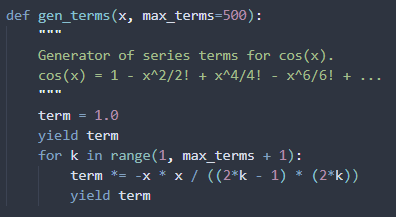 def gen_terms(x, max_terms=500):
    """
    Generator of series terms for cos(x).
    cos(x) = 1 - x^2/2! + x^4/4! - x^6/6! + ...
    """
    term = 1.0
    yield term
    for k in range(1, max_terms + 1):
        term *= -x * x / ((2*k - 1) * (2*k))
        yield term